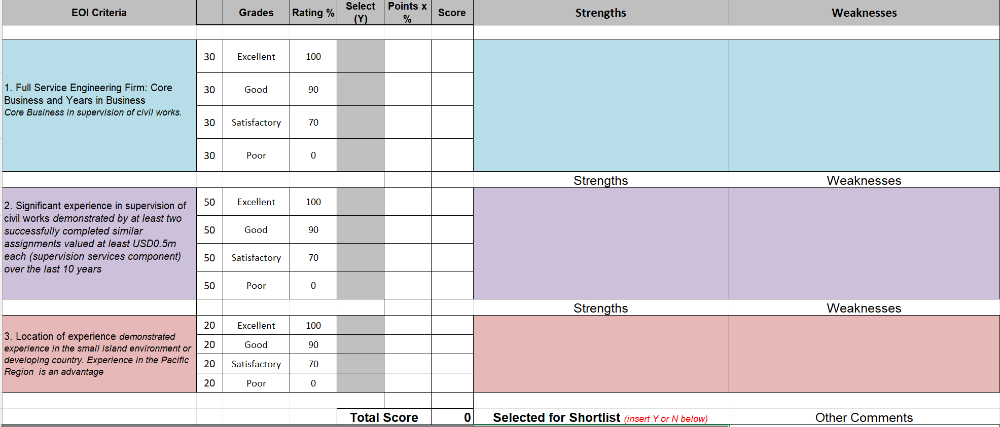 EOI Criteria Grades Rating % Select (Y) Points x % Score Strengths Weaknesses
30 Excellent 100
30 Good 90
1. Full Service Engineering Firm: Core
Business and Years in Business
Core Business in supervision of civil works.
30 Satisfactory 70
30 Poor 0
Strengths Weaknesses
50 Excellent 100
2. Significant experience in supervision of
civil works demonstrated by at least two
successfully completed similar
assignments valued at least USD0.5m
each (supervision services component)
over the last 10 years
50 Good 90
50 Satisfactory 70
50 Poor 0
Strengths Weaknesses
20 Excellent 100
3. Location of experience demonstrated
experience in the small island environment or
developing country. Experience in the Pacific
Region  is an advantage
20 Good 90
20 Satisfactory 70
20 Poor 0
Total Score 0 Selected for Shortlist (insert Y or N below) Other Comments